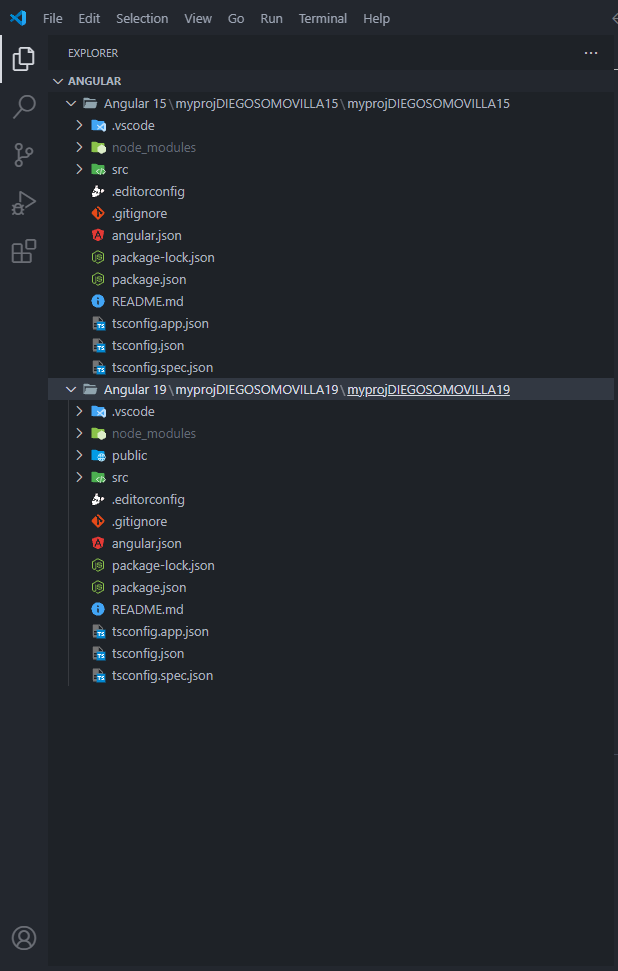 File Edit Selection View Go Run Terminal Help
EXPLORER
ANGULAR
Angular 15\myprojDIEGOSOMOVILLA15\myprojDIEGOSOMOVILLA15
.vscode
node_modules
src
.editorconfig
.gitignore
angular.json
package-lock.json
package.json
README.md
tsconfig.app.json
tsconfig.json
tsconfig.spec.json
Angular 19\myprojDIEGOSOMOVILLA19\myprojDIEGOSOMOVILLA19
.vscode
node_modules
public
src
.editorconfig
.gitignore
angular.json
package-lock.json
package.json
README.md
tsconfig.app.json
tsconfig.json
tsconfig.spec.json